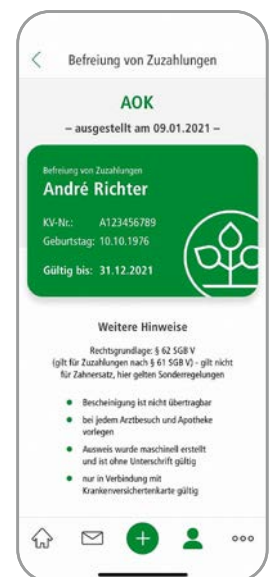 Befreiung von Zuzahlungen
AOK
– ausgestellt am 09.01.2021 –
Befreiung von Zuzahlungen
André Richter
KV-Nr.: A123456789
Geburtstag: 10.10.1976
Gültig bis: 31.12.2021
Weitere Hinweise
Rechtsgrundlage: § 62 SGB V
(gilt für Zuzahlungen nach § 61 SGB V) - gilt nicht
für Zahnersatz, hier gelten Sonderregelungen
Bescheinigung ist nicht übertragbar
bei jedem Arztbesuch und Apotheke
vorlegen
Ausweis wurde maschinell erstellt
und ist ohne Unterschrift gültig
nur in Verbindung mit
Krankenversichertenkarte gültig